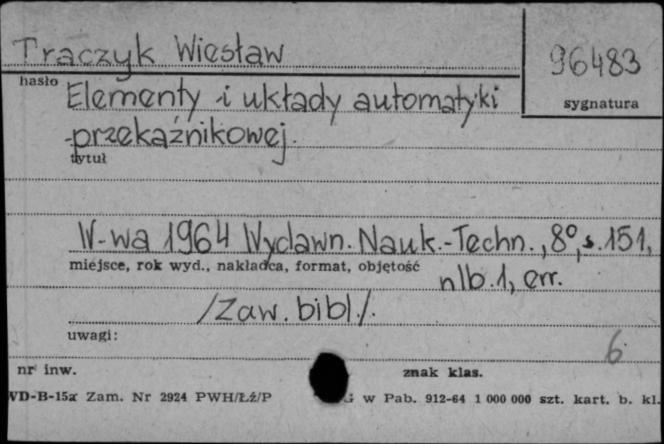 Traczyk Wiesław
96483
hasło
sygnatura
Elementy i układy automatyki
przekaźnikowej.
tytuł
W-wa 1964 Wydawn. Nauk.-Techn., 8°, s. 151,
miejsce, rok wyd., nakładca, format, objętość
nlb. 1, err.
/Zaw. bibl./.
uwagi:
6
nr inw.
znak klas.
WD-B-15a Zam. Nr 2924 PWH/Łź/P
G w Pab. 912-64 1 000 000 szt. kart. b. kl.